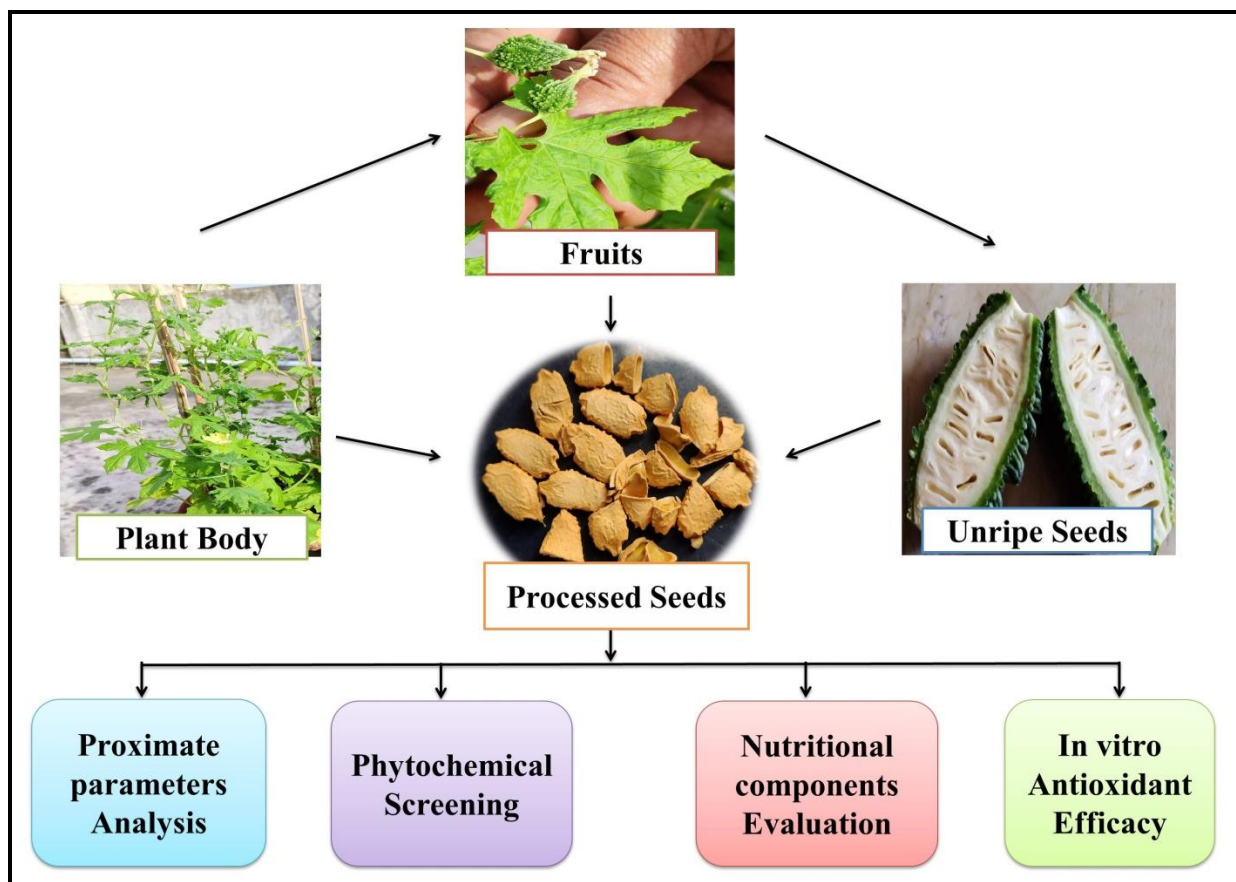 Fruits
Plant Body
Unripe Seeds
Processed Seeds
Proximate
parameters
Analysis
Phytochemical
Screening
Nutritional
components
Evaluation
In vitro
Antioxidant
Efficacy